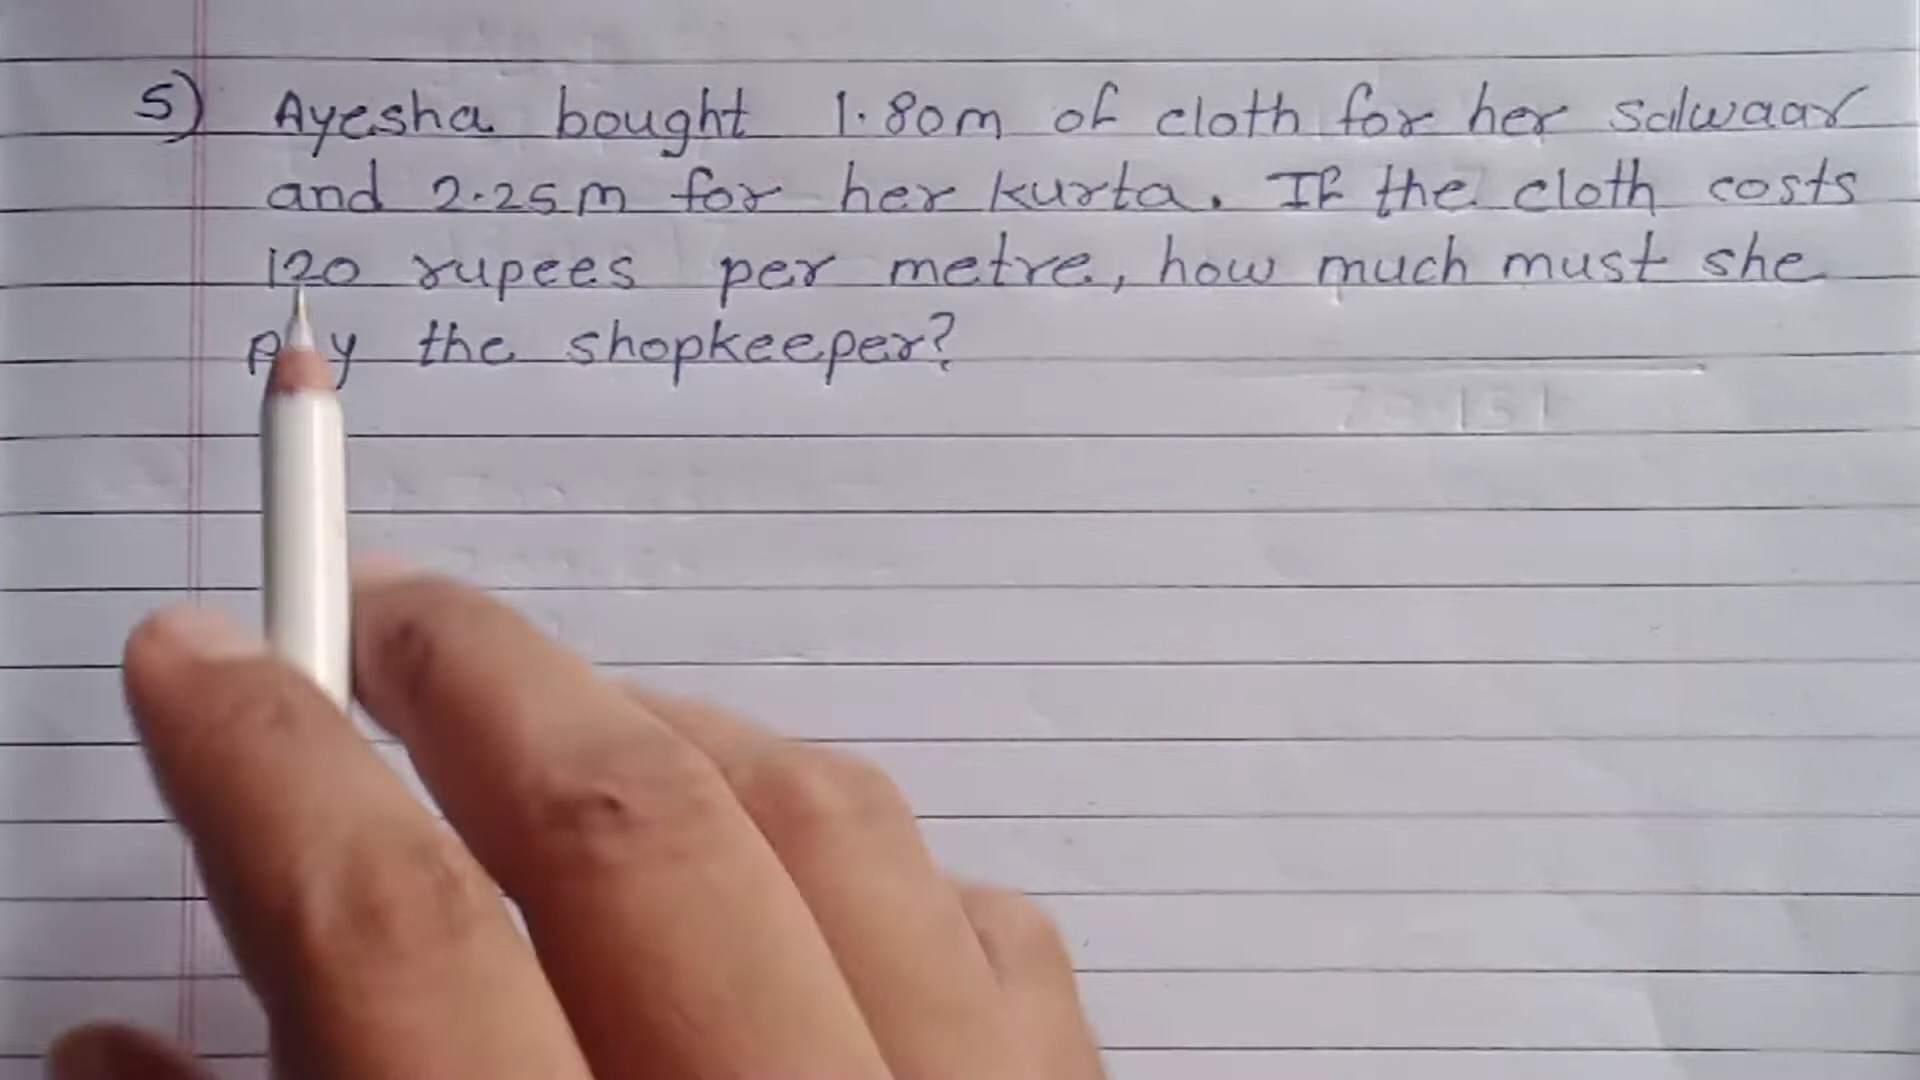 5) Ayesha bought 1.80m of cloth for her salwaar
and 2.25m for her kurta. If the cloth costs
120 rupees per metre, how much must she
pay the shopkeeper?